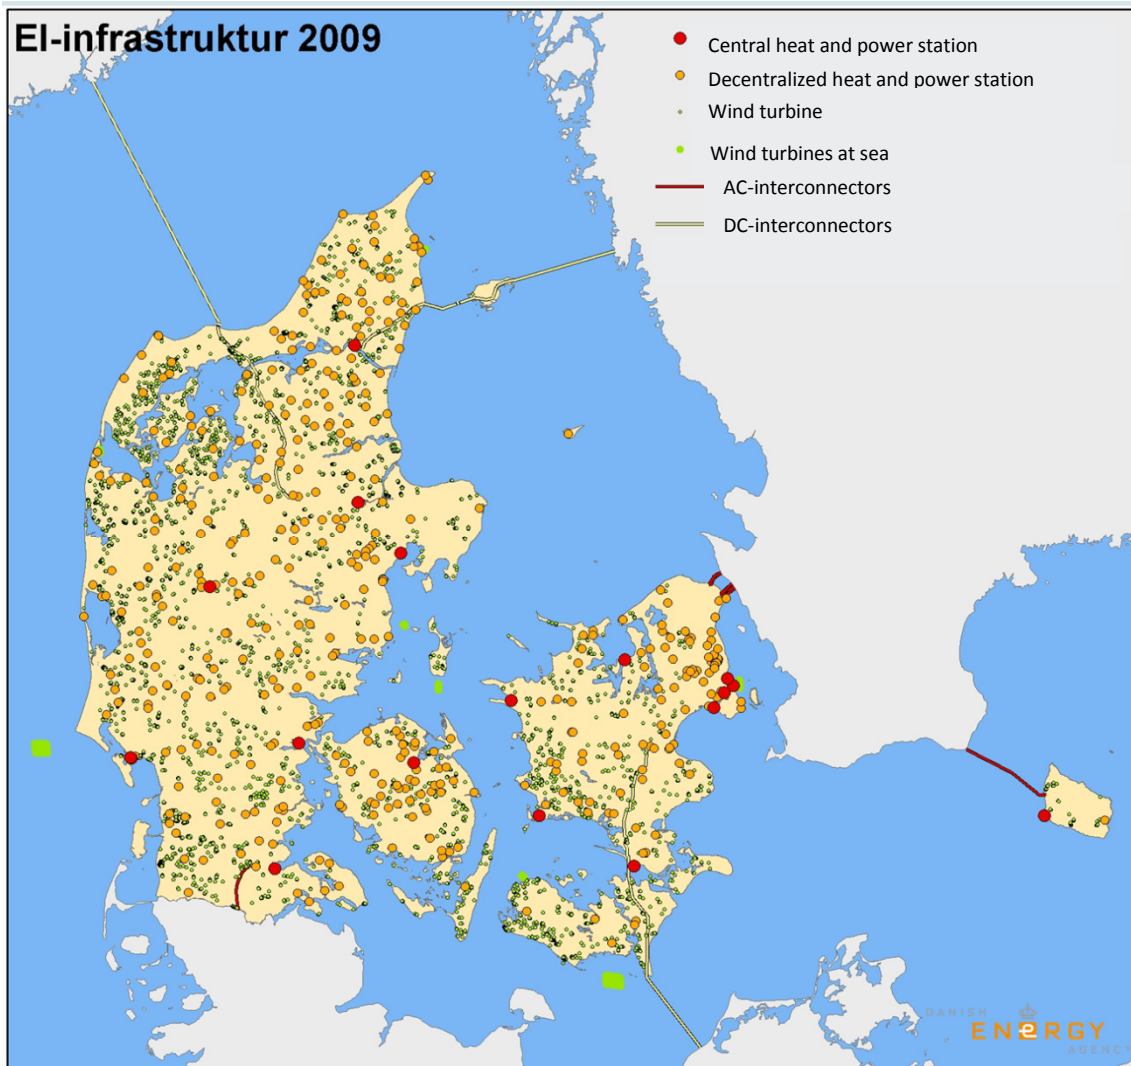 El-infrastruktur 2009
Central heat and power station
Decentralized heat and power station
Wind turbine
Wind turbines at sea
AC-interconnectors
DC-interconnectors
DANISH
ENERGY
AGENCY